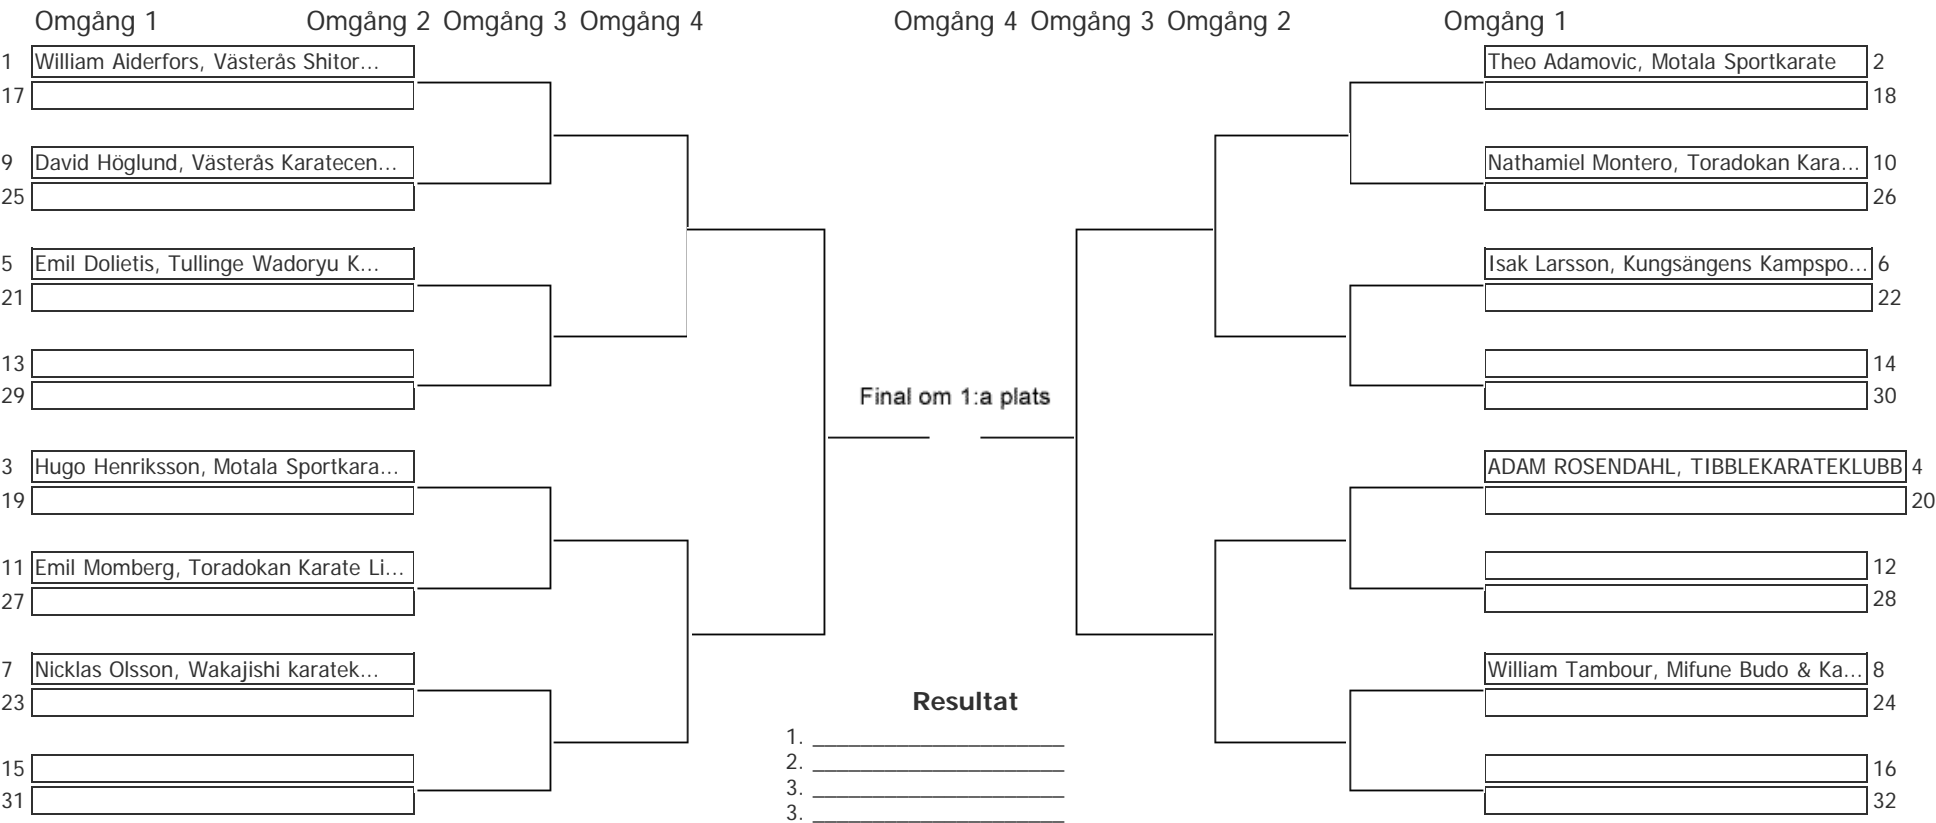 Omgång 1 Omgång 2 Omgång 3 Omgång 4 Omgång 4 Omgång 3 Omgång 2 Omgång 1
1 William Aiderfors, Västerås Shitor... Theo Adamovic, Motala Sportkarate 2
17 18
9 David Höglund, Västerås Karatecen... Nathamiel Montero, Toradokan Kara... 10
25 26
5 Emil Dolietis, Tullinge Wadoryu K... Isak Larsson, Kungsängens Kampspo... 6
21 22
13 14
29 30
Final om 1:a plats
3 Hugo Henriksson, Motala Sportkara... ADAM ROSENDAHL, TIBBLEKARATEKLUBB 4
19 20
11 Emil Momberg, Toradokan Karate Li... 12
27 28
7 Nicklas Olsson, Wakajishi karatek... William Tambour, Mifune Budo & Ka... 8
23 24
Resultat
1. _____________________
15 16
2. _____________________
3. _____________________
31 32
3. _____________________